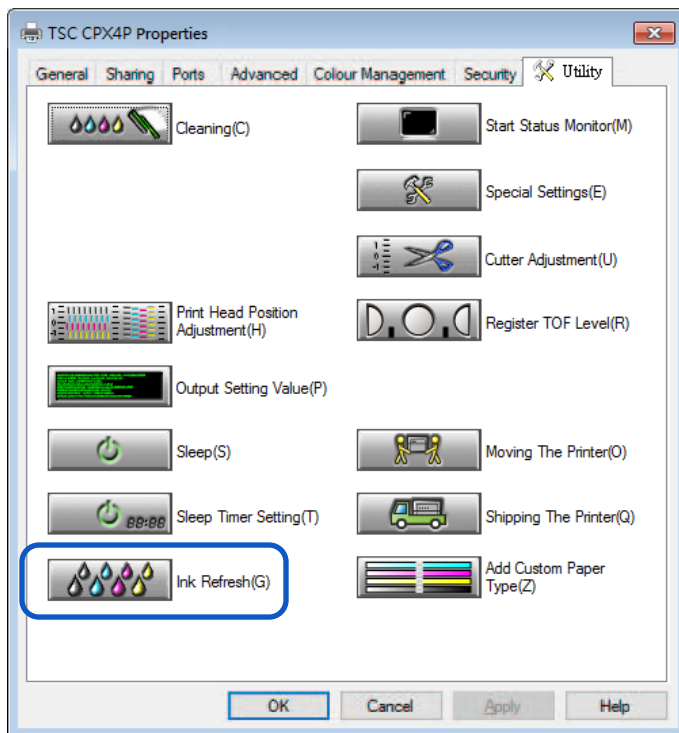 TSC CPX4P Properties
General Sharing Ports Advanced Colour Management Security Utility
Cleaning(C)
Start Status Monitor(M)
Special Settings(E)
Cutter Adjustment(U)
Print Head Position
Adjustment(H)
Register TOF Level(R)
Output Setting Value(P)
Sleep(S)
Moving The Printer(O)
88:88
Sleep Timer Setting(T)
Shipping The Printer(Q)
Ink Refresh(G)
Add Custom Paper
Type(Z)
OK Cancel Apply Help